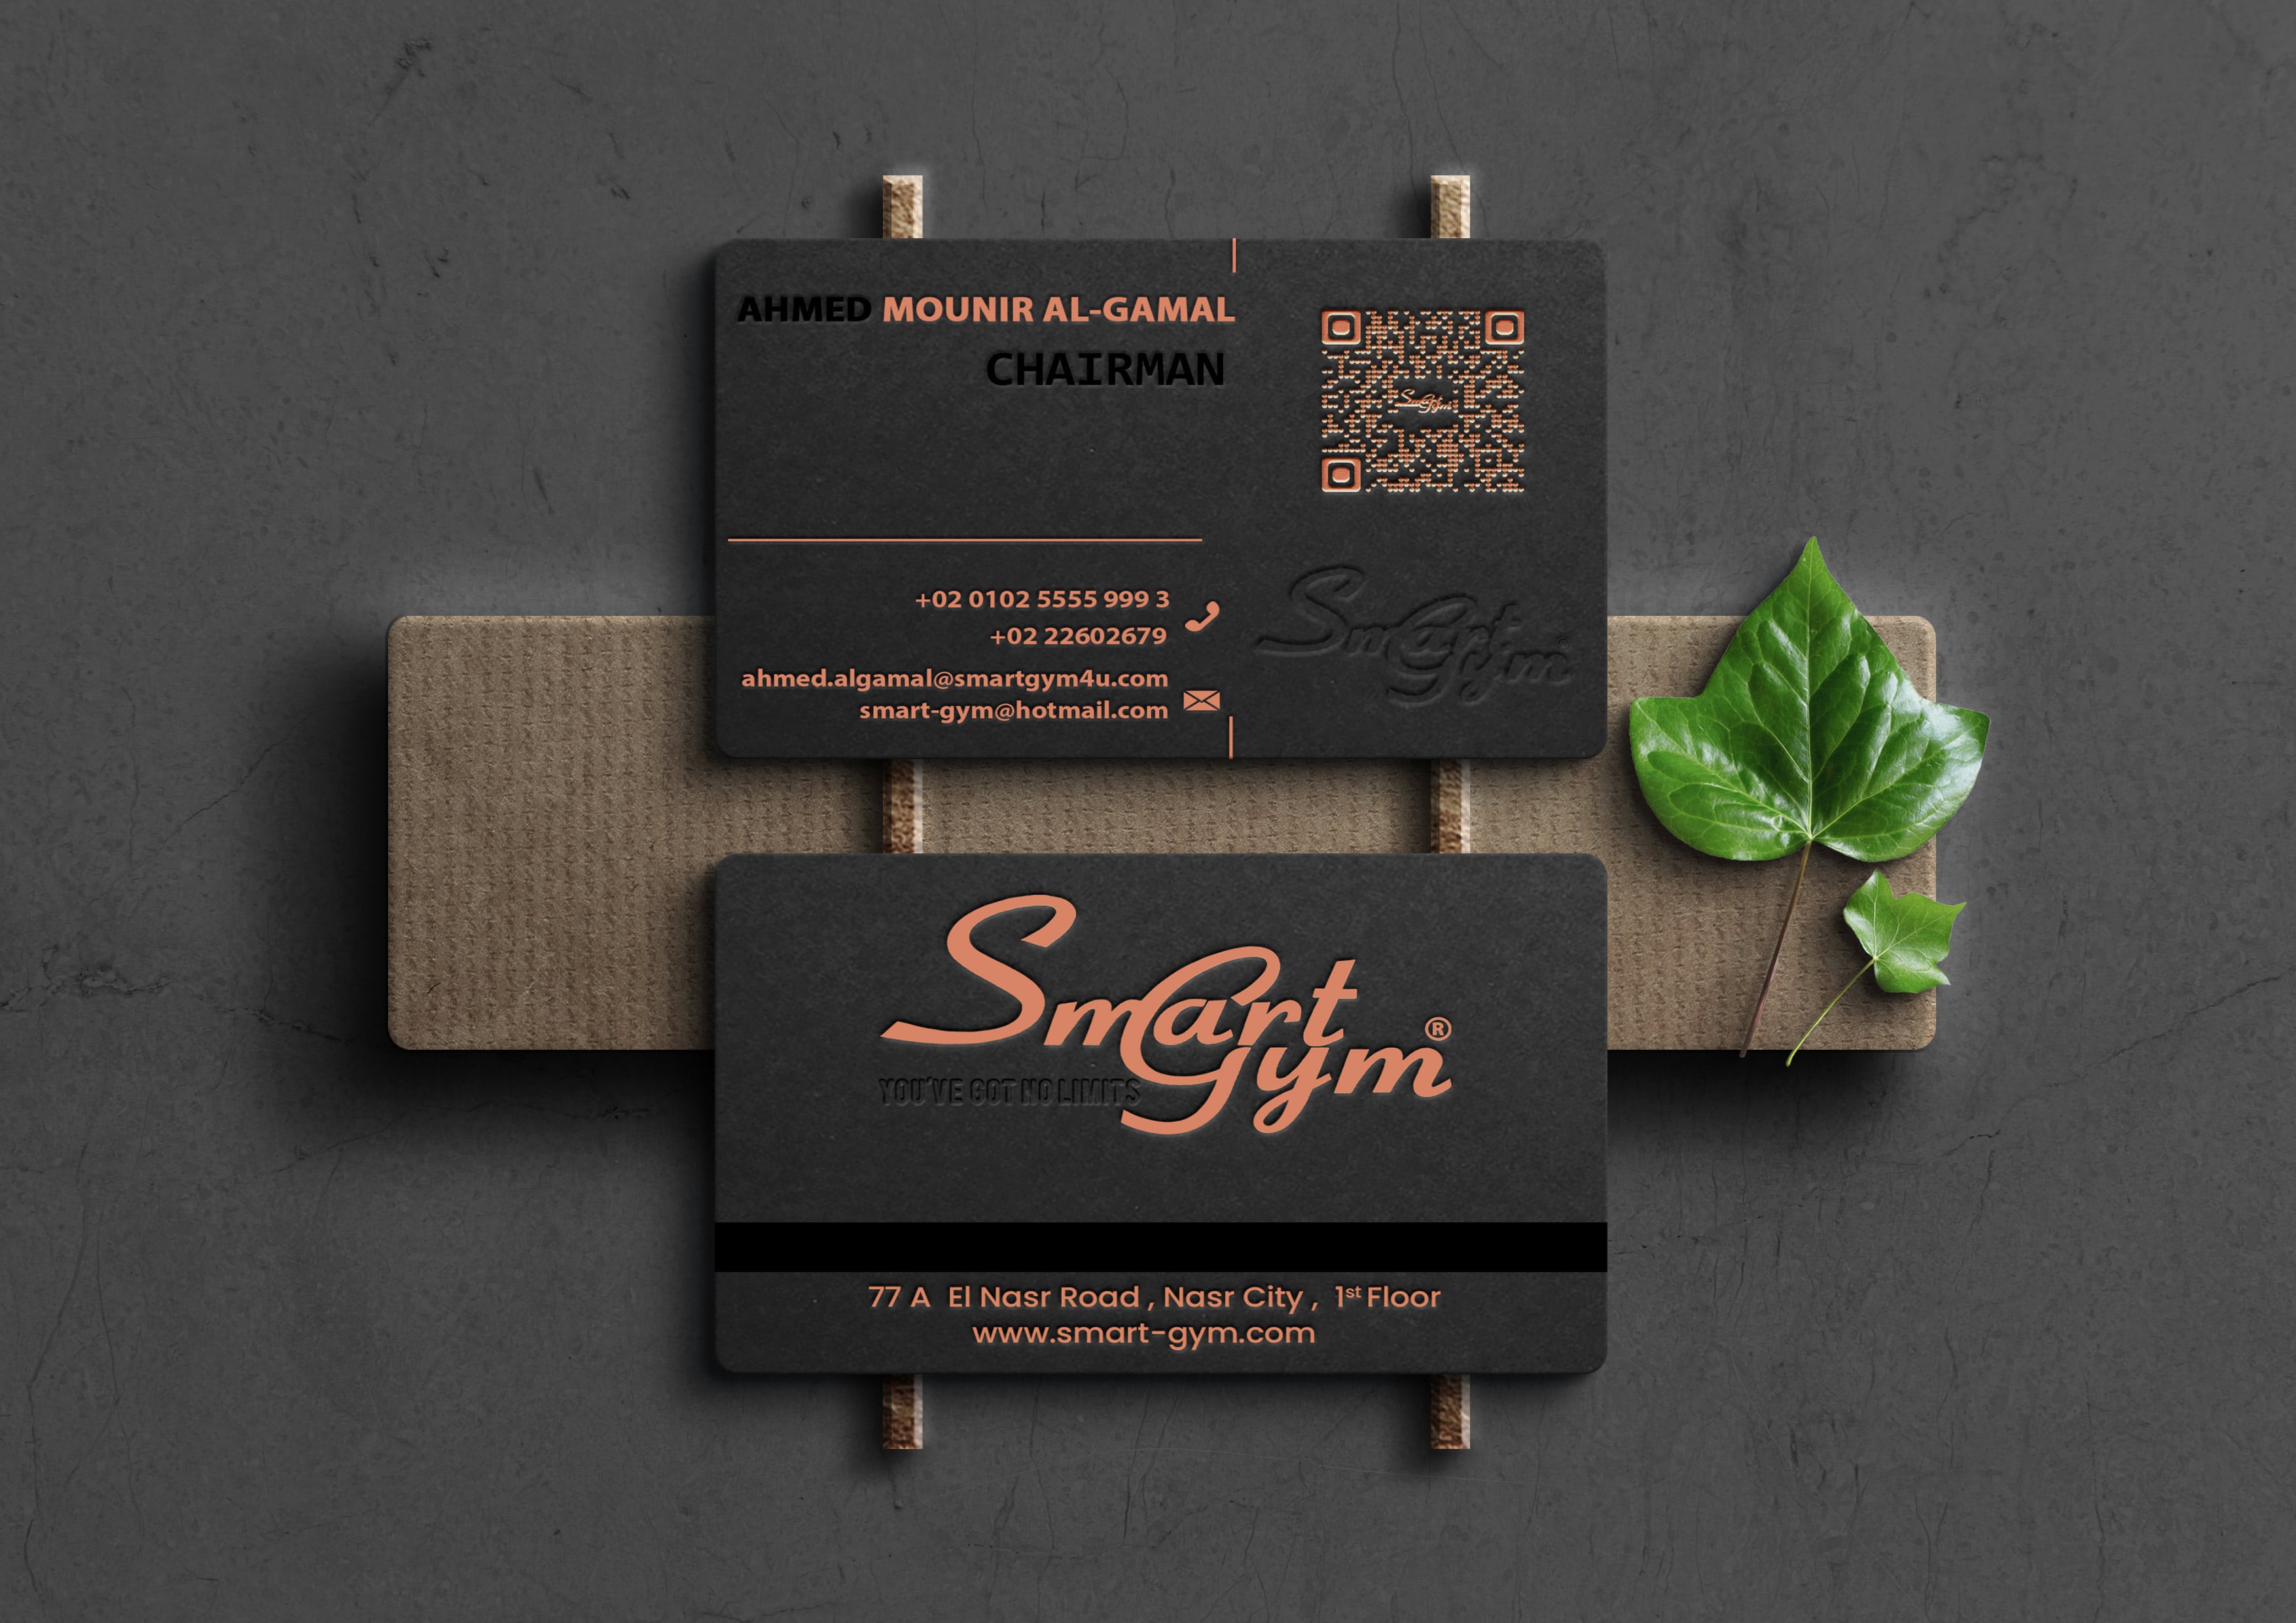 AHMED MOUNIR AL-GAMAL
CHAIRMAN
Smart
Gym
+02 0102 5555 999 3
+02 22602679
ahmed.algamal@smartgym4u.com
smart-gym@hotmail.com
Smart
Gym®
Smart
Gym®
YOU'VE GOT NO LIMITS
77 A El Nasr Road , Nasr City , 1st Floor
www.smart-gym.com